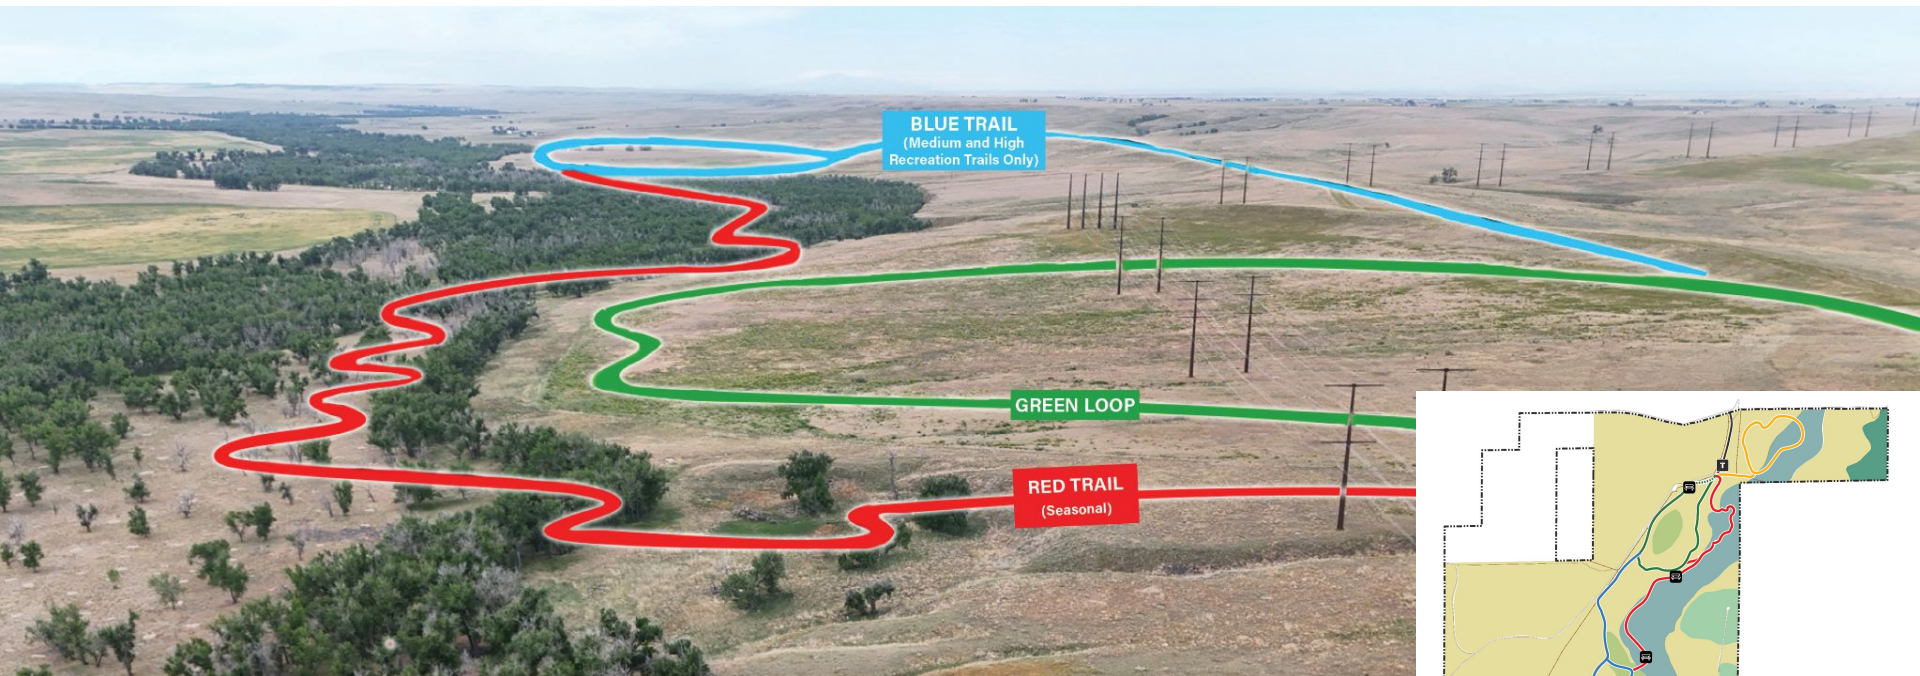 BLUE TRAIL
(Medium and High
Recreation Trails Only)
GREEN LOOP
RED TRAIL
(Seasonal)
T